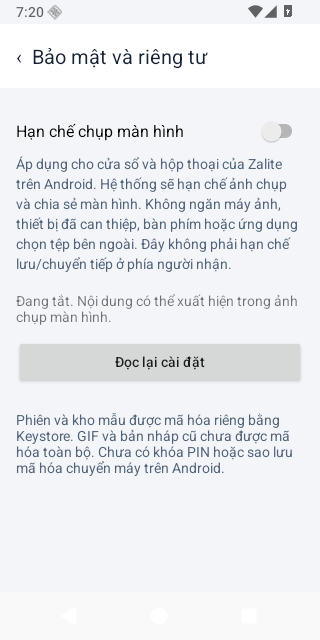 7:20
‹ Bảo mật và riêng tư
Hạn chế chụp màn hình
Áp dụng cho cửa sổ và hộp thoại của Zalite
trên Android. Hệ thống sẽ hạn chế ảnh chụp
và chia sẻ màn hình. Không ngăn máy ảnh,
thiết bị đã can thiệp, bàn phím hoặc ứng dụng
chọn tệp bên ngoài. Đây không phải hạn chế
lưu/chuyển tiếp ở phía người nhận.
Đang tắt. Nội dung có thể xuất hiện trong ảnh
chụp màn hình.
Đọc lại cài đặt
Phiên và kho mẫu được mã hóa riêng bằng
Keystore. GIF và bản nháp cũ chưa được mã
hóa toàn bộ. Chưa có khóa PIN hoặc sao lưu
mã hóa chuyển máy trên Android.